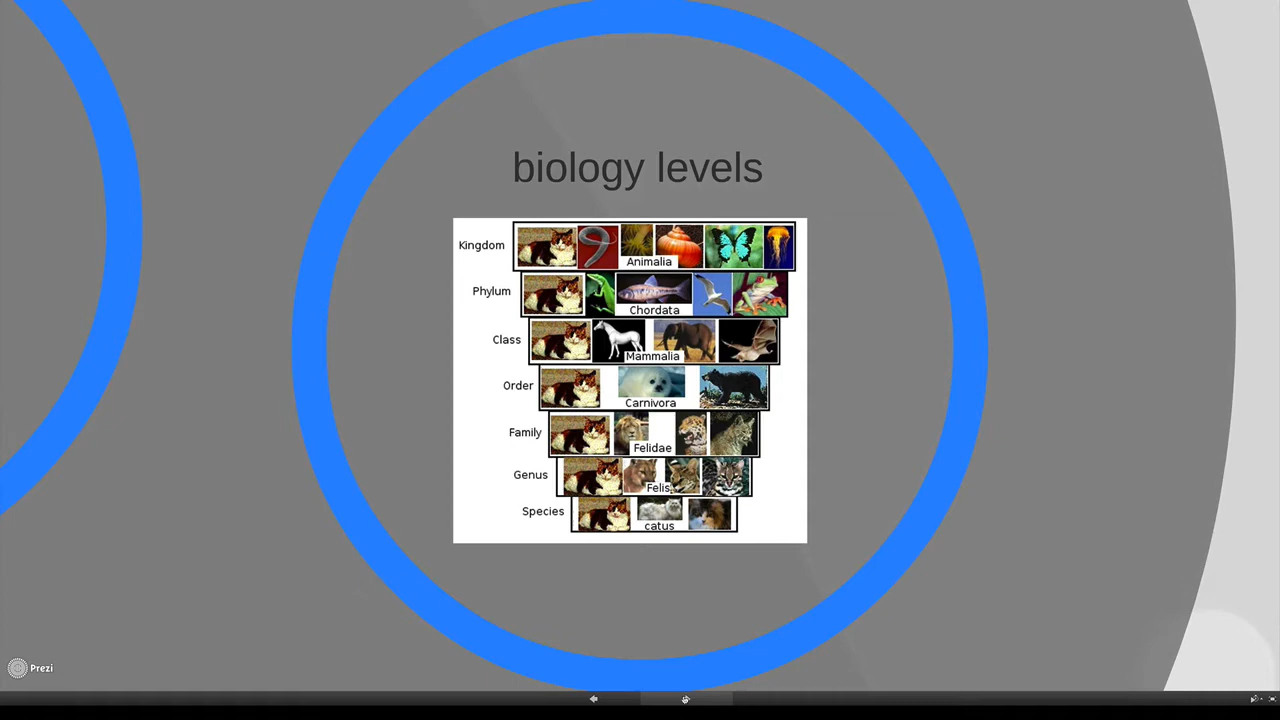 biology levels
Kingdom
Animalia
Phylum
Chordata
Class
Mammalia
Order
Carnivora
Family
Felidae
Genus
Felis
Species
catus
Prezi